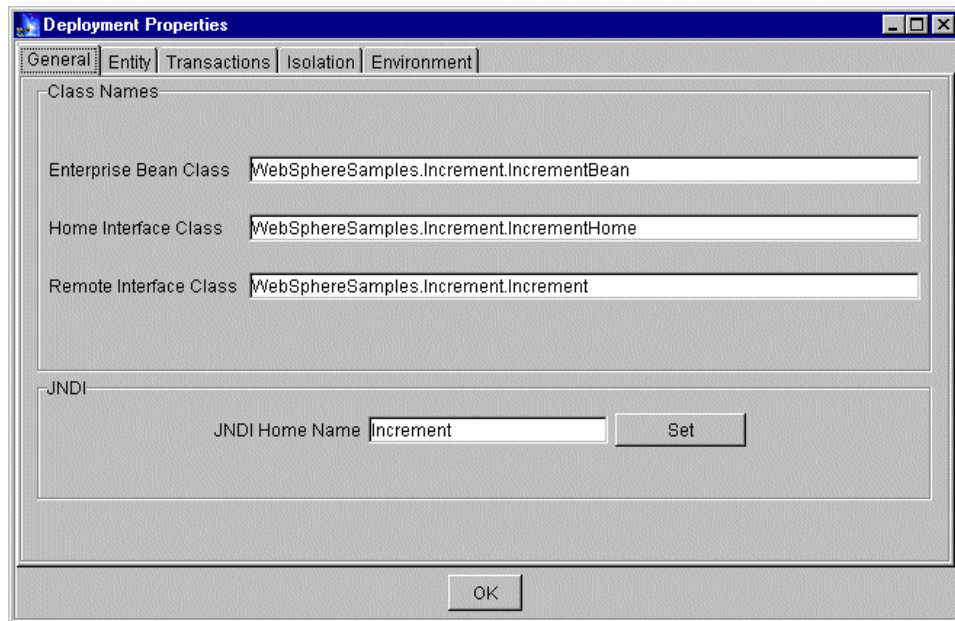 Deployment Properties
General Entity Transactions Isolation Environment
Class Names
Enterprise Bean Class WebSphereSamples.Increment.IncrementBean
Home Interface Class WebSphereSamples.Increment.IncrementHome
Remote Interface Class WebSphereSamples.Increment.Increment
JNDI
JNDI Home Name Increment Set
OK